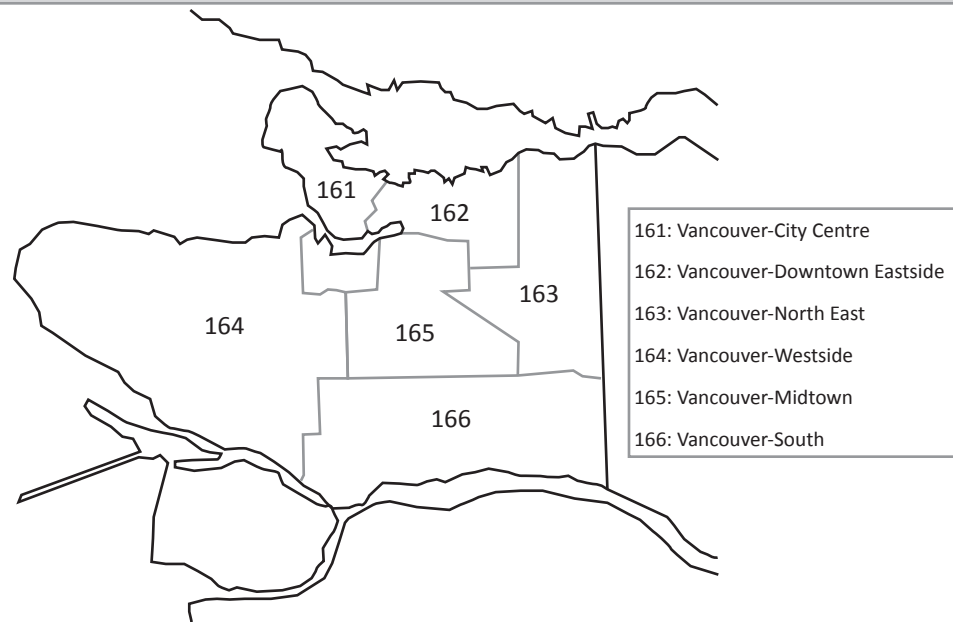 161
162
163
164
165
166
161: Vancouver-City Centre
162: Vancouver-Downtown Eastside
163: Vancouver-North East
164: Vancouver-Westside
165: Vancouver-Midtown
166: Vancouver-South